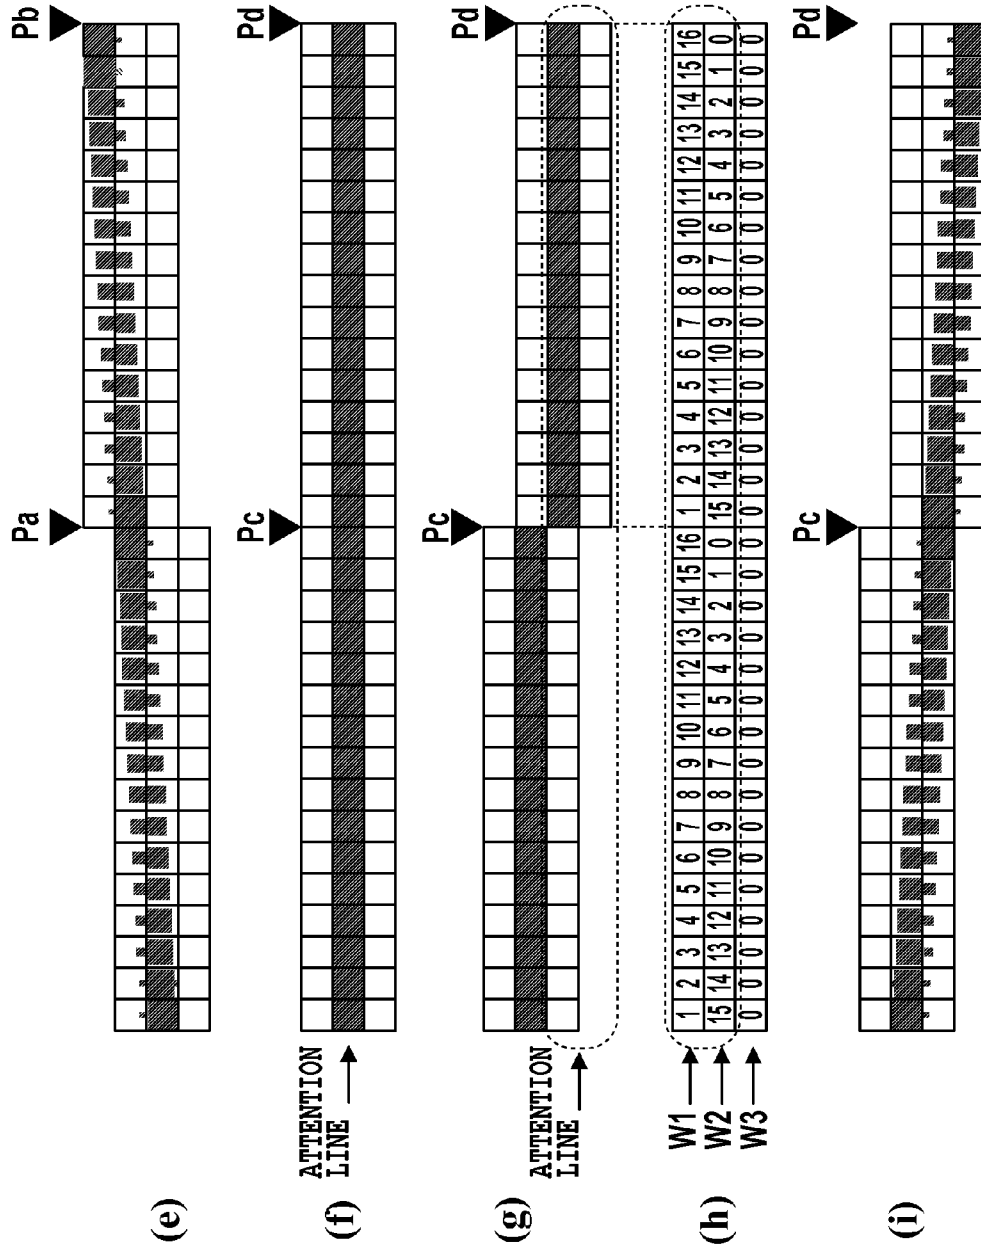 (e)
Pa Pb
(f)
ATTENTION
LINE
Pc Pd
(g)
ATTENTION
LINE
Pc Pd
(h)
W1 1 2 3 4 5 6 7 8 9 10 11 12 13 14 15 16 1 2 3 4 5 6 7 8 9 10 11 12 13 14 15 16
W2 15 14 13 12 11 10 9 8 7 6 5 4 3 2 1 0 15 14 13 12 11 10 9 8 7 6 5 4 3 2 1 0
W3 0 0 0 0 0 0 0 0 0 0 0 0 0 0 0 0 0 0 0 0 0 0 0 0 0 0 0 0 0 0 0 0
(i)
Pc Pd